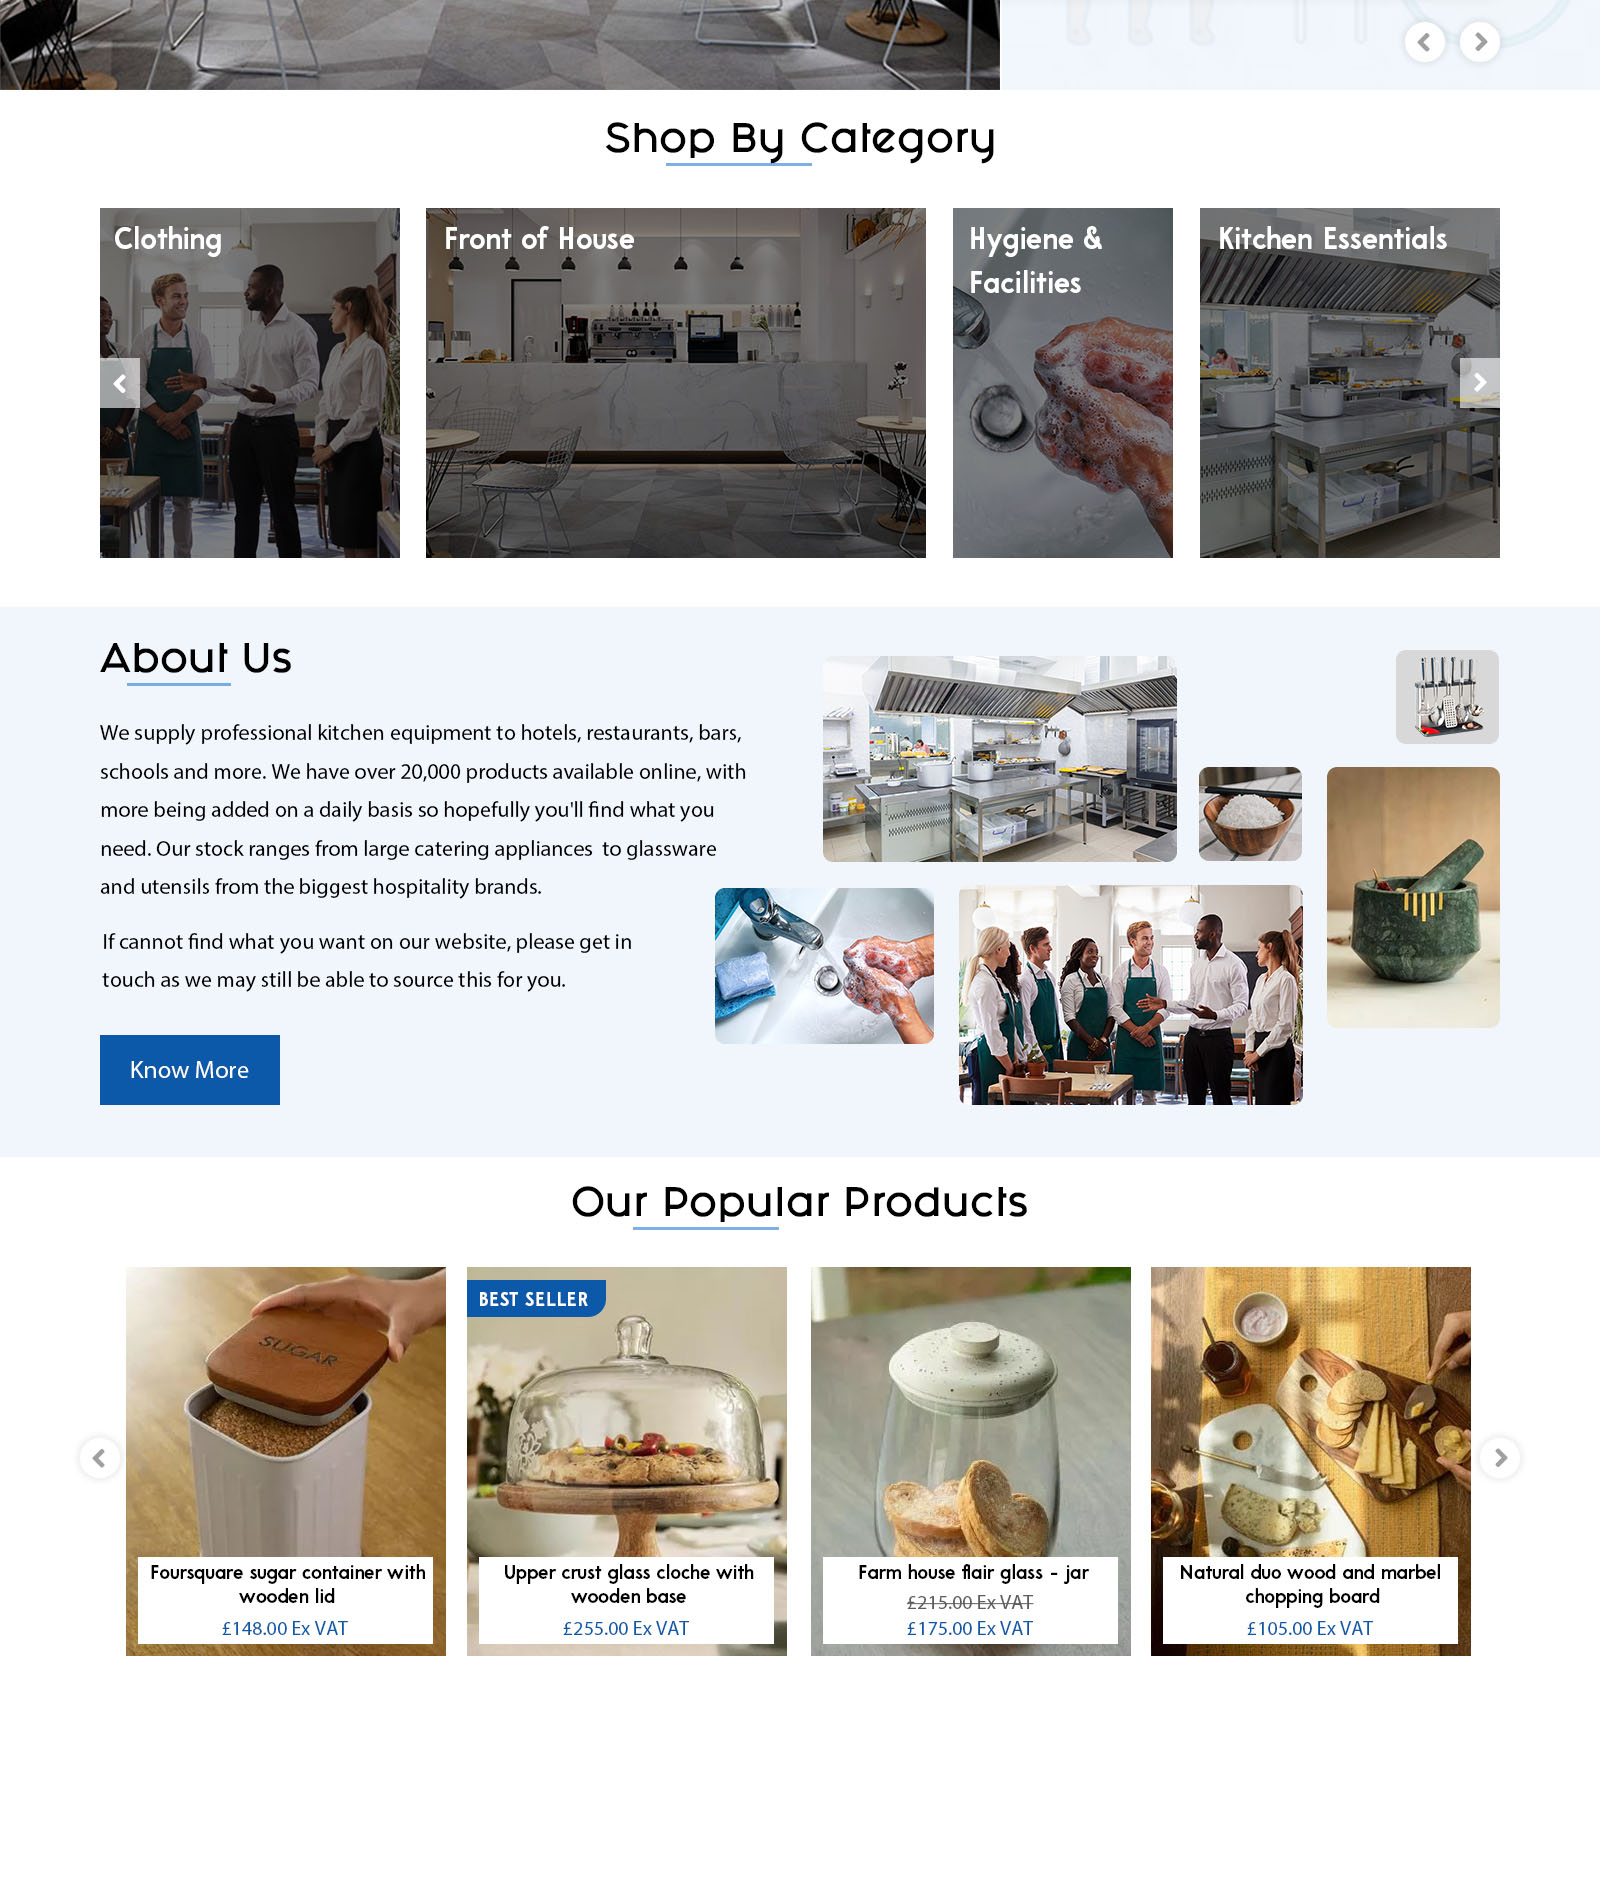 Shop By Category
Clothing
Front of House
Hygiene &
Facilities
Kitchen Essentials
About Us
We supply professional kitchen equipment to hotels, restaurants, bars,
schools and more. We have over 20,000 products available online, with
more being added on a daily basis so hopefully you'll find what you
need. Our stock ranges from large catering appliances  to glassware
and utensils from the biggest hospitality brands.
If cannot find what you want on our website, please get in
touch as we may still be able to source this for you.
Know More
Our Popular Products
SUGAR
Foursquare sugar container with
wooden lid
£148.00 Ex VAT
BEST SELLER
Upper crust glass cloche with
wooden base
£255.00 Ex VAT
Farm house flair glass - jar
£215.00 Ex VAT
£175.00 Ex VAT
Natural duo wood and marbel
chopping board
£105.00 Ex VAT